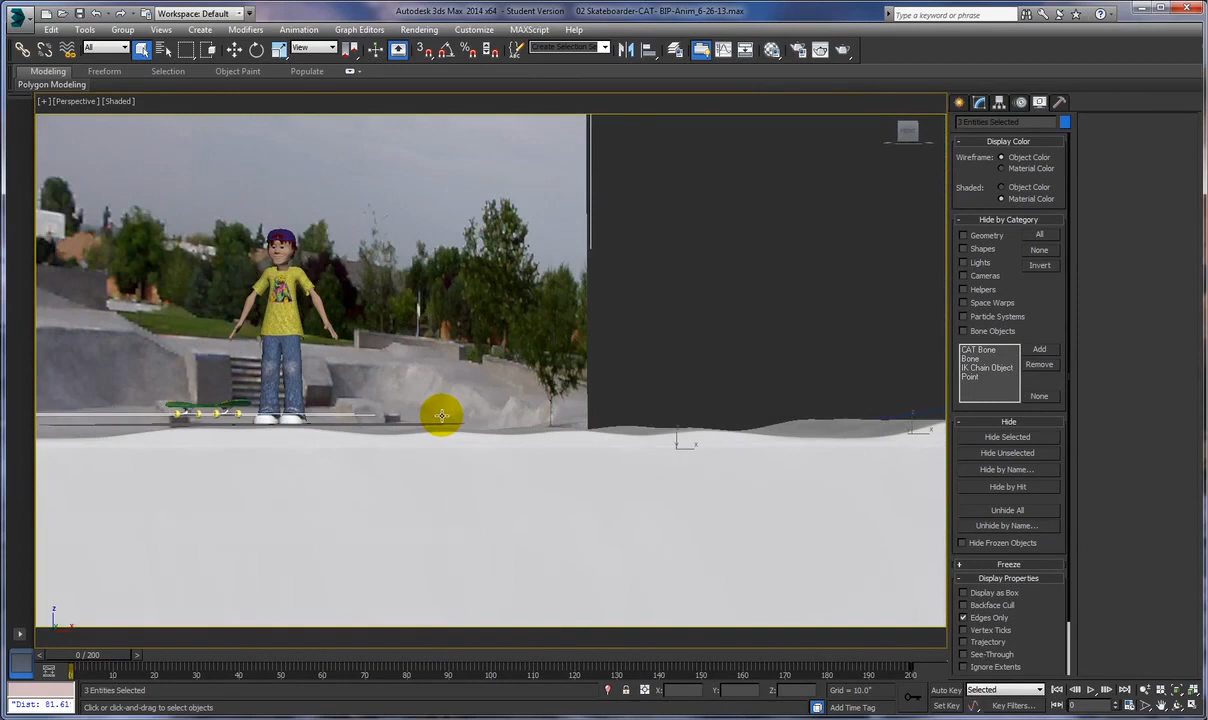 Workspace: Default
Autodesk 3ds Max 2014 x64 - Student Version
02 Skateboarder-CAT- BIP-Anim_6-26-13.max
Type a keyword or phrase
Edit
Tools
Group
Views
Create
Modifiers
Animation
Graph Editors
Rendering
Customize
MAXScript
Help
All
View
Create Selection Se
Modeling
Freeform
Selection
Object Paint
Populate
Polygon Modeling
[+] [Perspective] [Shaded]
FRONT
3 Entities Selected
Display Color
Wireframe:
Object Color
Material Color
Shaded:
Object Color
Material Color
Hide by Category
Geometry
All
Shapes
None
Lights
Invert
Cameras
Helpers
Space Warps
Particle Systems
Bone Objects
CAT Bone
Bone
IK Chain Object
Point
Add
Remove
None
Hide
Hide Selected
Hide Unselected
Hide by Name...
Hide by Hit
Unhide All
Unhide by Name...
Hide Frozen Objects
Freeze
Display Properties
Display as Box
Backface Cull
Edges Only
Vertex Ticks
Trajectory
See-Through
Ignore Extents
z
x
z
x
x
0 / 200
10 20 30 40 50 60 70 80 90 100 110 120 130 140 150 160 170 180 190 200
3 Entities Selected
X:
Y:
Z:
Grid = 10.0"
Auto Key
Selected
"Dist: 81.61
Click or click-and-drag to select objects
Add Time Tag
Set Key
Key Filters...
0